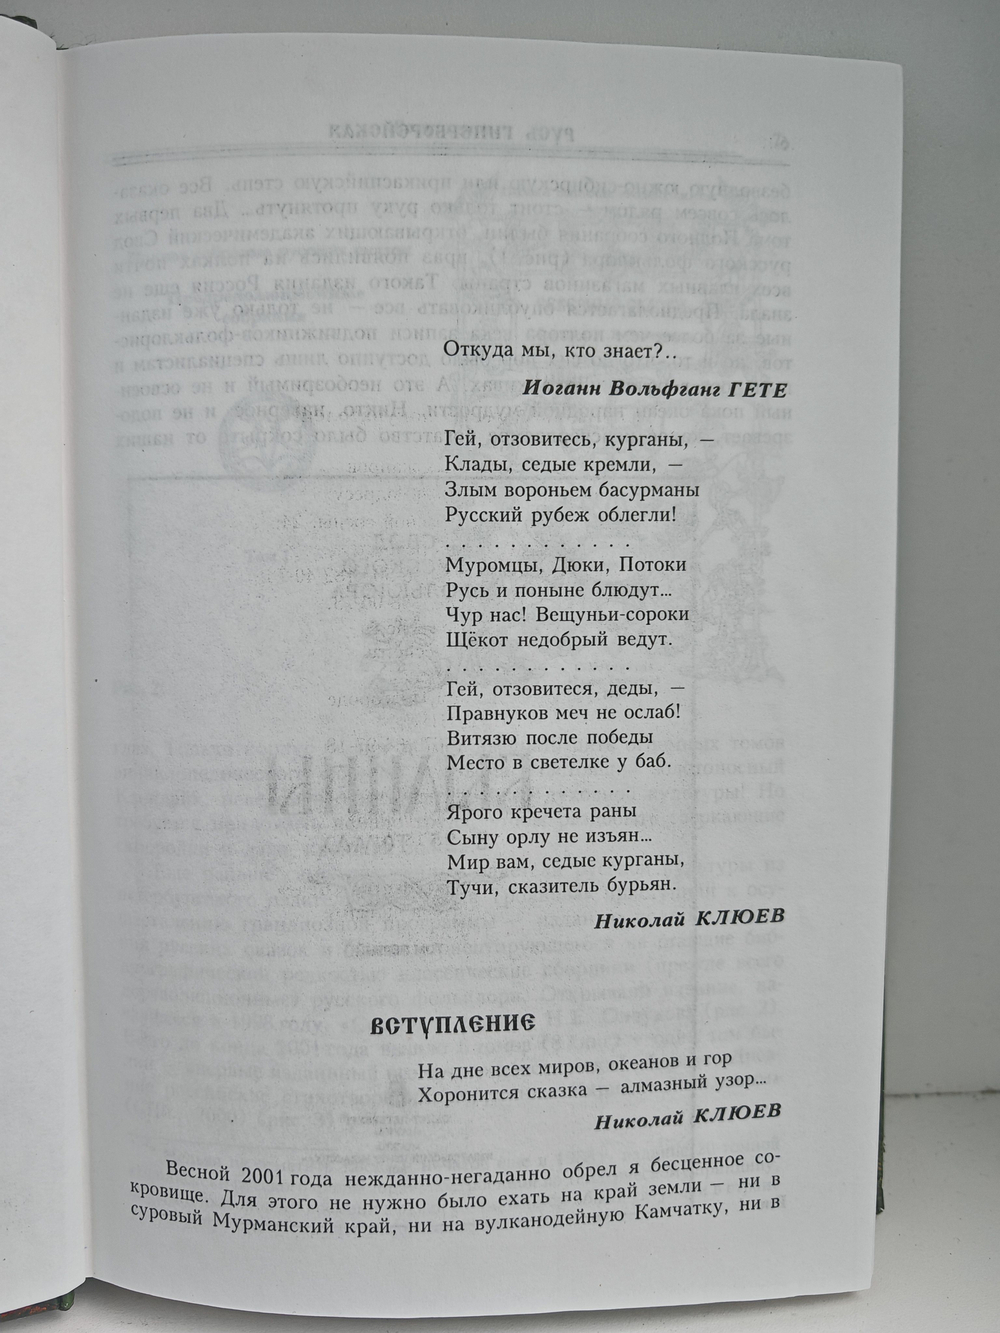 Откуда мы, кто знает?..
Иоганн Вольфганг ГЕТЕ
Гей, отзовитесь, курганы, —
Клады, седые кремли, —
Злым вороньем басурманы
Русский рубеж облегли!
. . . . . . . . . . . .
Муромцы, Дюки, Потоки
Русь и поныне блюдут...
Чур нас! Вещуньи-сороки
Щёкот недобрый ведут.
. . . . . . . . . . . .
Гей, отзовитеся, деды, —
Правнуков меч не ослаб!
Витязю после победы
Место в светелке у баб.
. . . . . . . . . . . .
Ярого кречета раны
Сыну орлу не изъян...
Мир вам, седые курганы,
Тучи, сказитель бурьян.
Николай КЛЮЕВ
ВСТУПЛЕНИЕ
На дне всех миров, океанов и гор
Хоронится сказка — алмазный узор...
Николай КЛЮЕВ
Весной 2001 года нежданно-негаданно обрел я бесценное со-
кровище. Для этого не нужно было ехать на край земли — ни в
суровый Мурманский край, ни на вулканодейную Камчатку, ни в